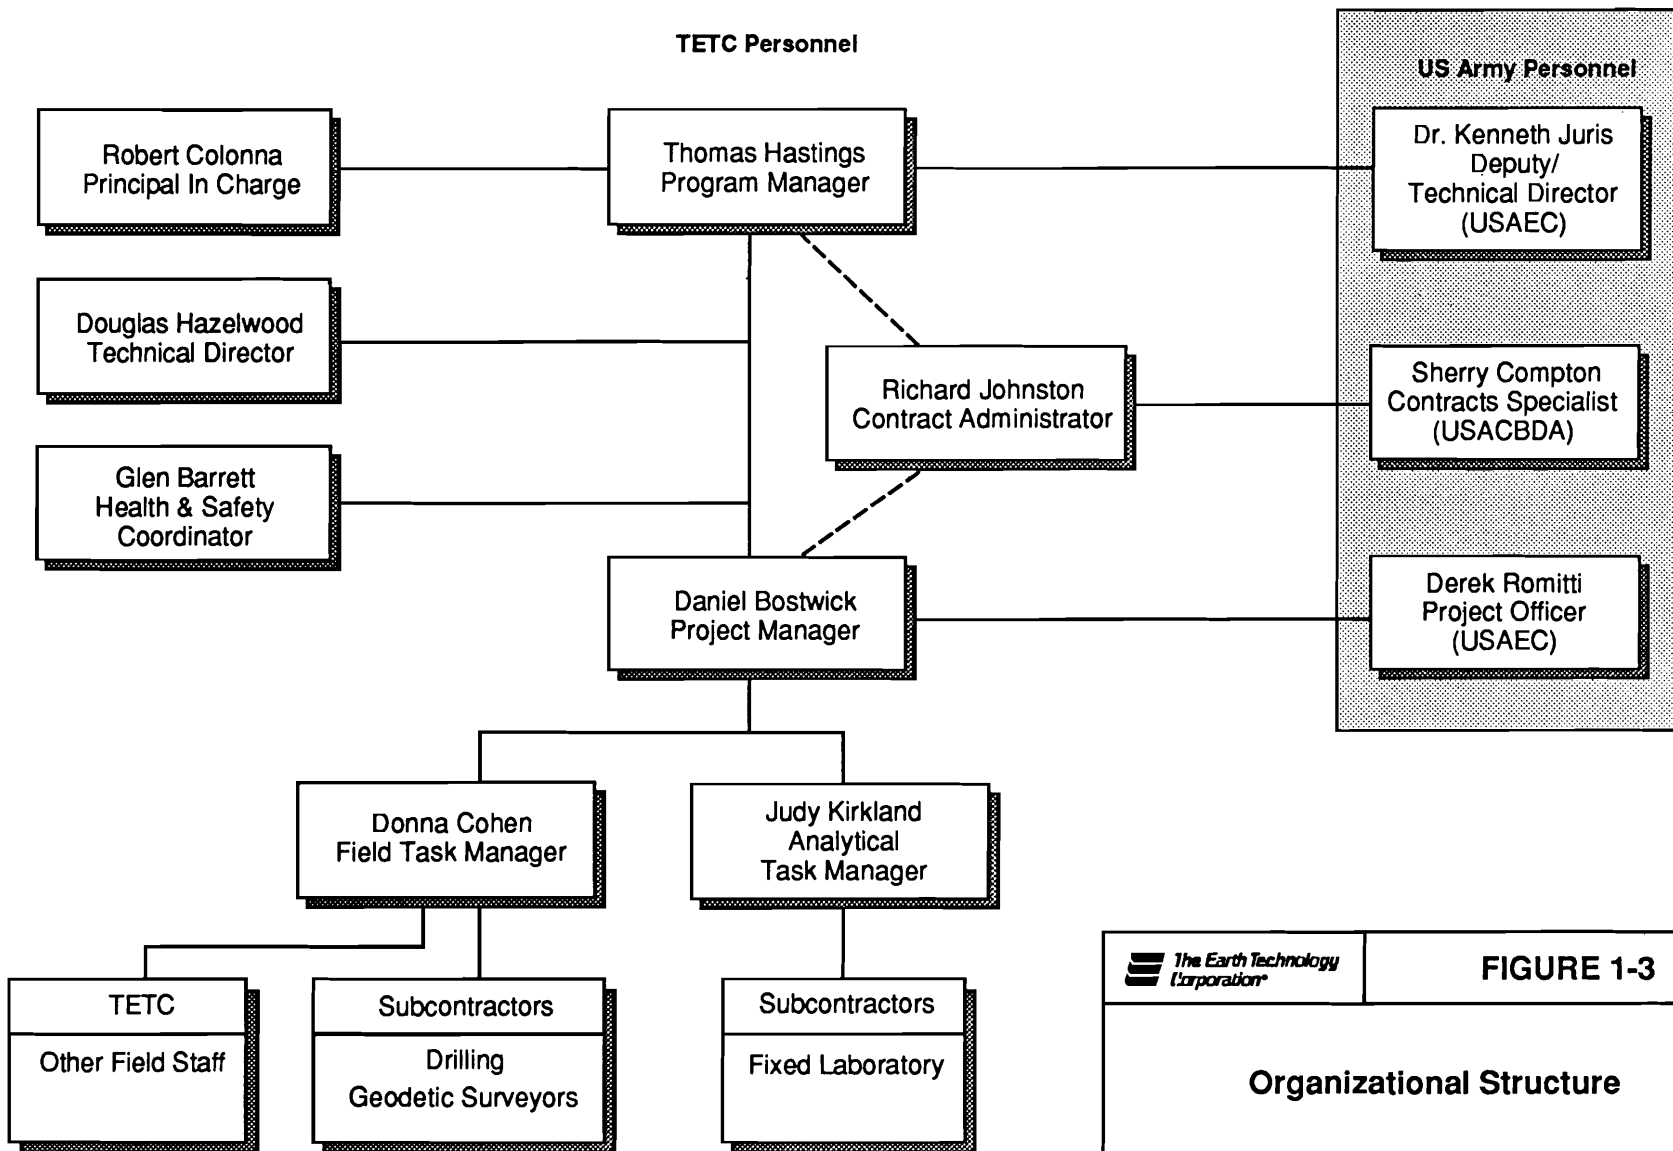 TETC Personnel
US Army Personnel
Robert Colonna
Principal In Charge
Thomas Hastings
Program Manager
Dr. Kenneth Juris
Deputy/
Technical Director
(USAEC)
Douglas Hazelwood
Technical Director
Richard Johnston
Contract Administrator
Sherry Compton
Contracts Specialist
(USACBDA)
Glen Barrett
Health & Safety
Coordinator
Daniel Bostwick
Project Manager
Derek Romitti
Project Officer
(USAEC)
Donna Cohen
Field Task Manager
Judy Kirkland
Analytical
Task Manager
TETC
Other Field Staff
Subcontractors
Drilling
Geodetic Surveyors
Subcontractors
Fixed Laboratory
The Earth Technology
Corporation
FIGURE 1-3
Organizational Structure